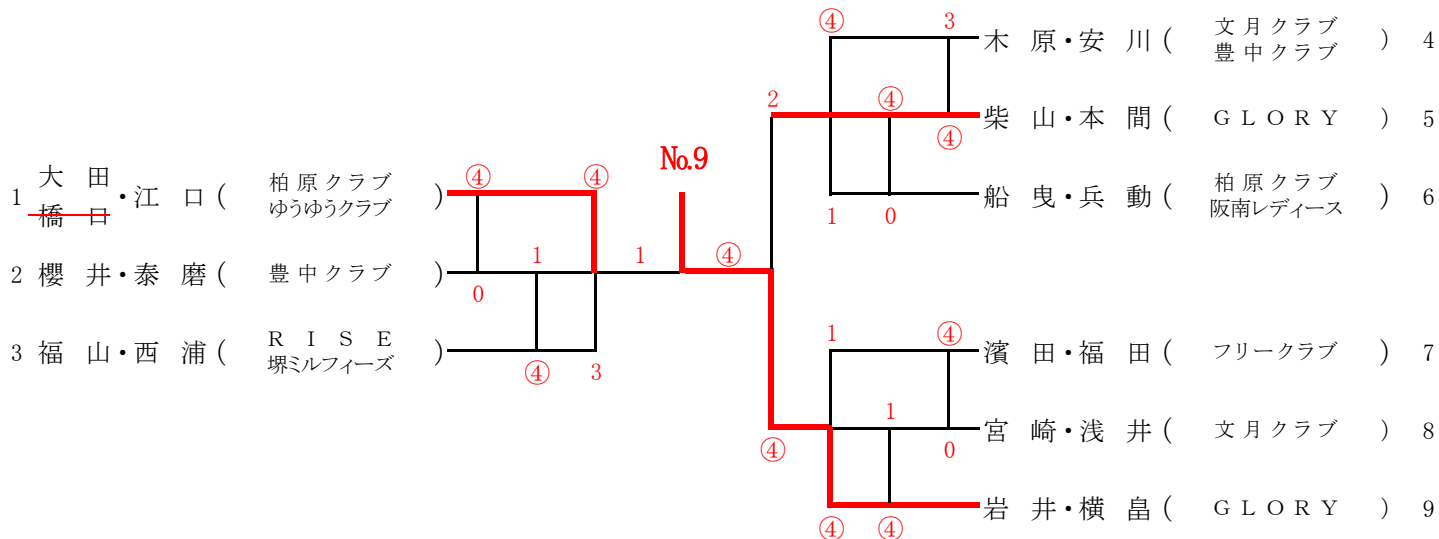 ④ 3
木 原・安 川 ( 文月クラブ 豊中クラブ ) 4
2 ④
柴 山・本 間 ( GLORY ) 5
④
No.9
④ ④
1 大 田 橋 口・江 口 ( 柏原クラブ ゆうゆうクラブ )
船 曳・兵 動 ( 柏原クラブ 阪南レディース ) 6
1 0
1 1 ④
2 櫻 井・泰 磨 ( 豊中クラブ )
0
1 ④
3 福 山・西 浦 ( RISE 堺ミルフィーズ )
濱 田・福 田 ( フリークラブ ) 7
④ 3
1
宮 崎・浅 井 ( 文月クラブ ) 8
④ 0
岩 井・横 畠 ( GLORY ) 9
④ ④